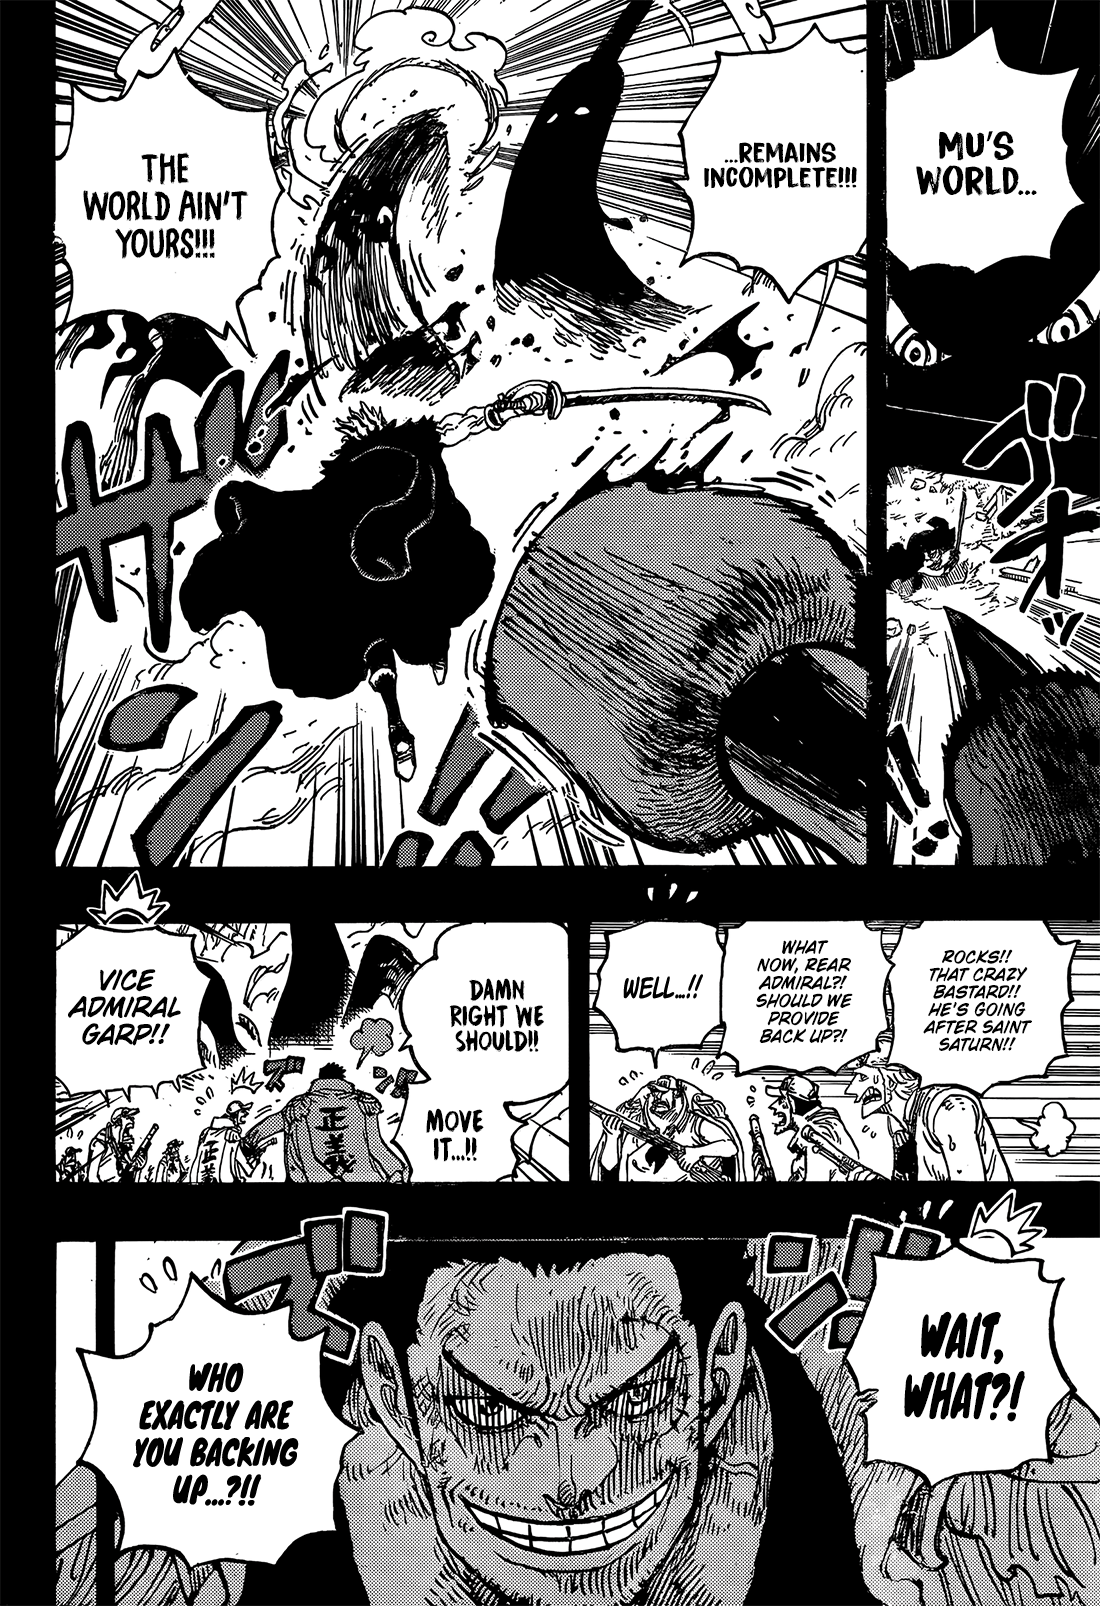 MU'S
WORLD...
...REMAINS
INCOMPLETE!!!
THE
WORLD AIN'T
YOURS!!!
ROCKS!!
THAT CRAZY
BASTARD!!
HE'S GOING
AFTER SAINT
SATURN!!
WHAT
NOW, REAR
ADMIRAL?!
SHOULD WE
PROVIDE
BACK UP?!
WELL...!!
DAMN
RIGHT WE
SHOULD!!
MOVE
IT...!!
VICE
ADMIRAL
GARP!!
正義
WAIT,
WHAT?!
WHO
EXACTLY ARE
YOU BACKING
UP...?!!